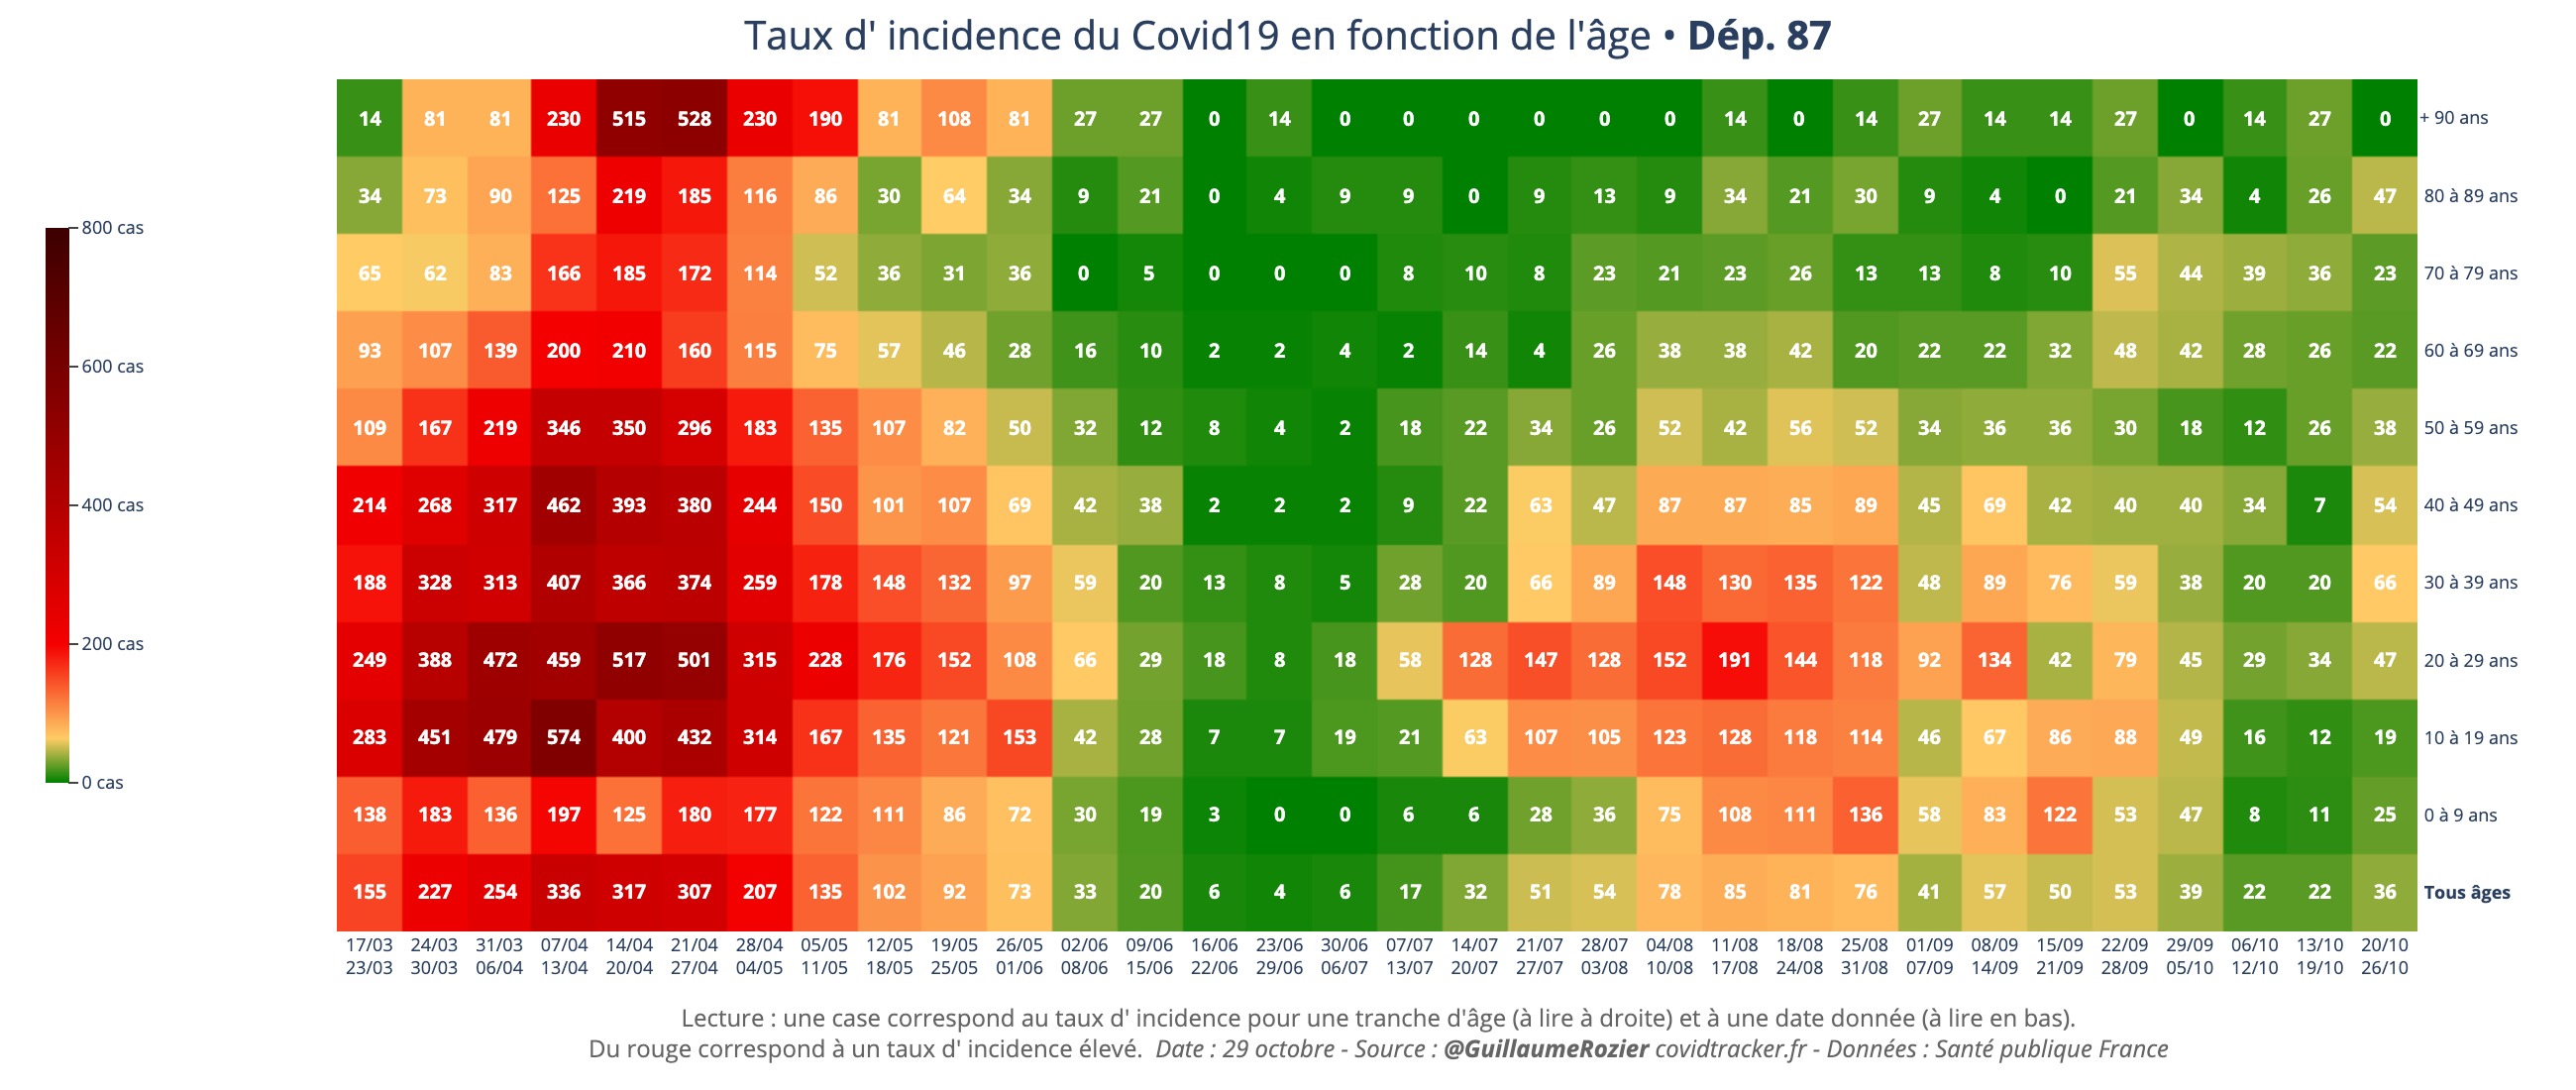 Taux d' incidence du Covid19 en fonction de l'âge • Dép. 87
800 cas
600 cas
400 cas
200 cas
0 cas
14 81 81 230 515 528 230 190 81 108 81 27 27 0 14 0 0 0 0 0 0 14 0 14 27 14 14 27 0 14 27 0 + 90 ans
34 73 90 125 219 185 116 86 30 64 34 9 21 0 4 9 9 0 9 13 9 34 21 30 9 4 0 21 34 4 26 47 80 à 89 ans
65 62 83 166 185 172 114 52 36 31 36 0 5 0 0 0 8 10 8 23 21 23 26 13 13 8 10 55 44 39 36 23 70 à 79 ans
93 107 139 200 210 160 115 75 57 46 28 16 10 2 2 4 2 14 4 26 38 38 42 20 22 22 32 48 42 28 26 22 60 à 69 ans
109 167 219 346 350 296 183 135 107 82 50 32 12 8 4 2 18 22 34 26 52 42 56 52 34 36 36 30 18 12 26 38 50 à 59 ans
214 268 317 462 393 380 244 150 101 107 69 42 38 2 2 2 9 22 63 47 87 87 85 89 45 69 42 40 40 34 7 54 40 à 49 ans
188 328 313 407 366 374 259 178 148 132 97 59 20 13 8 5 28 20 66 89 148 130 135 122 48 89 76 59 38 20 20 66 30 à 39 ans
249 388 472 459 517 501 315 228 176 152 108 66 29 18 8 18 58 128 147 128 152 191 144 118 92 134 42 79 45 29 34 47 20 à 29 ans
283 451 479 574 400 432 314 167 135 121 153 42 28 7 7 19 21 63 107 105 123 128 118 114 46 67 86 88 49 16 12 19 10 à 19 ans
138 183 136 197 125 180 177 122 111 86 72 30 19 3 0 0 6 6 28 36 75 108 111 136 58 83 122 53 47 8 11 25 0 à 9 ans
155 227 254 336 317 307 207 135 102 92 73 33 20 6 4 6 17 32 51 54 78 85 81 76 41 57 50 53 39 22 22 36 Tous âges
17/03 24/03 31/03 07/04 14/04 21/04 28/04 05/05 12/05 19/05 26/05 02/06 09/06 16/06 23/06 30/06 07/07 14/07 21/07 28/07 04/08 11/08 18/08 25/08 01/09 08/09 15/09 22/09 29/09 06/10 13/10 20/10
23/03 30/03 06/04 13/04 20/04 27/04 04/05 11/05 18/05 25/05 01/06 08/06 15/06 22/06 29/06 06/07 13/07 20/07 27/07 03/08 10/08 17/08 24/08 31/08 07/09 14/09 21/09 28/09 05/10 12/10 19/10 26/10
Lecture : une case correspond au taux d' incidence pour une tranche d'âge (à lire à droite) et à une date donnée (à lire en bas).
Du rouge correspond à un taux d' incidence élevé. Date : 29 octobre - Source : @GuillaumeRozier covidtracker.fr - Données : Santé publique France